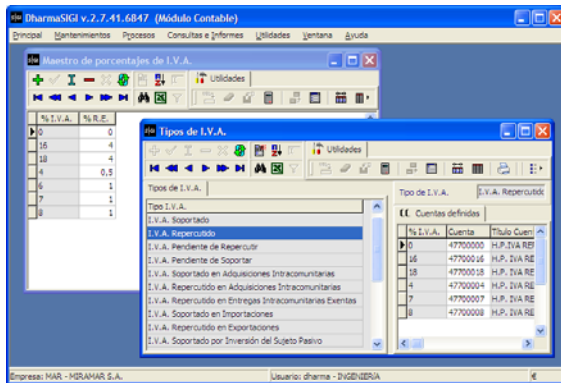 DharmaSIGI v.2.7.41.6847 (Módulo Contable)
Principal Mantenimientos Procesos Consultas e Informes Utilidades Ventana Ayuda
Maestro de porcentajes de I.V.A.
Utilidades
% I.V.A. % R.E.
0 0
16 4
18 4
4 0,5
6 1
7 1
8 1
Tipos de I.V.A.
Utilidades
Tipos de I.V.A.
Tipo I.V.A.
I.V.A. Soportado
I.V.A. Repercutido
I.V.A. Pendiente de Repercutir
I.V.A. Pendiente de Soportar
I.V.A. Soportado en Adquisiciones Intracomunitarias
I.V.A. Repercutido en Adquisiciones Intracomunitarias
I.V.A. Repercutido en Entregas Intracomunitarias Exentas
I.V.A. Soportado en Importaciones
I.V.A. Repercutido en Exportaciones
I.V.A. Soportado por Inversión del Sujeto Pasivo
Tipo de I.V.A. I.V.A. Repercutido
Cuentas definidas
% I.V.A. Cuenta Título Cuen
0 47700000 H.P. IVA RE
16 47700016 H.P. IVA RE
18 47700018 H.P. IVA RE
4 47700004 H.P. IVA RE
7 47700007 H.P. IVA RE
8 47700008 H.P. IVA RE
Empresa: MAR - MIRAMAR S.A. Usuario: dharma - INGENIERÍA €